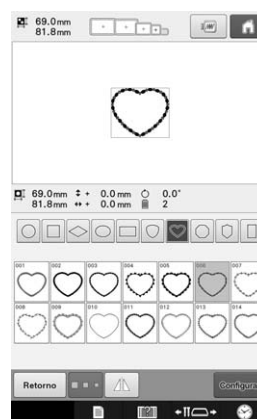 69.0mm
81.8mm
69.0mm + 0.0mm 0.0°
81.8mm + 0.0mm 2
001 002 003 004 005 006 007
008 009 010 011 012 013 014
Retorno Configura